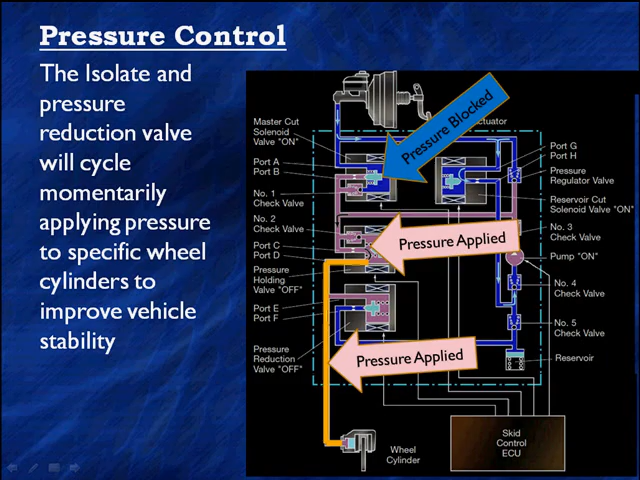 Pressure Control
The Isolate and
pressure
reduction valve
will cycle
momentarily
applying pressure
to specific wheel
cylinders to
improve vehicle
stability
Master Cut
Solenoid
Valve "ON"
Port A
Port B
No. 1
Check Valve
No. 2
Check Valve
Port C
Port D
Pressure
Holding
Valve "OFF"
Port E
Port F
Pressure
Reduction
Valve "OFF"
Pressure Blocked
Pressure Applied
Pressure Applied
Port G
Port H
Pressure
Regulator Valve
Reservoir Cut
Solenoid Valve "ON"
No. 3
Check Valve
Pump "ON"
No. 4
Check Valve
No. 5
Check Valve
Reservoir
Wheel
Cylinder
Skid
Control
ECU